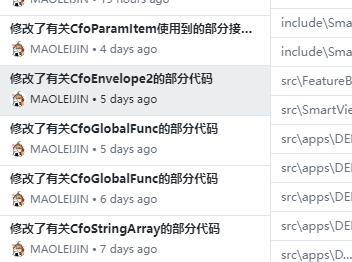 MAOLEIJIN • 19 hours ago
修改了有关CfoParamItem使用到的部分接...
MAOLEIJIN • 4 days ago
修改了有关CfoEnvelope2的部分代码
MAOLEIJIN • 5 days ago
修改了有关CfoGlobalFunc的部分代码
MAOLEIJIN • 5 days ago
修改了有关CfoGlobalFunc的部分代码
MAOLEIJIN • 6 days ago
修改了有关CfoStringArray的部分代码
MAOLEIJIN • 7 days ago
include\Sma
include\Sma
src\FeatureB
src\SmartVie
src\apps\DEI
src\apps\DEI
src\apps\DEI
src\apps\DEI
src\apps\D...